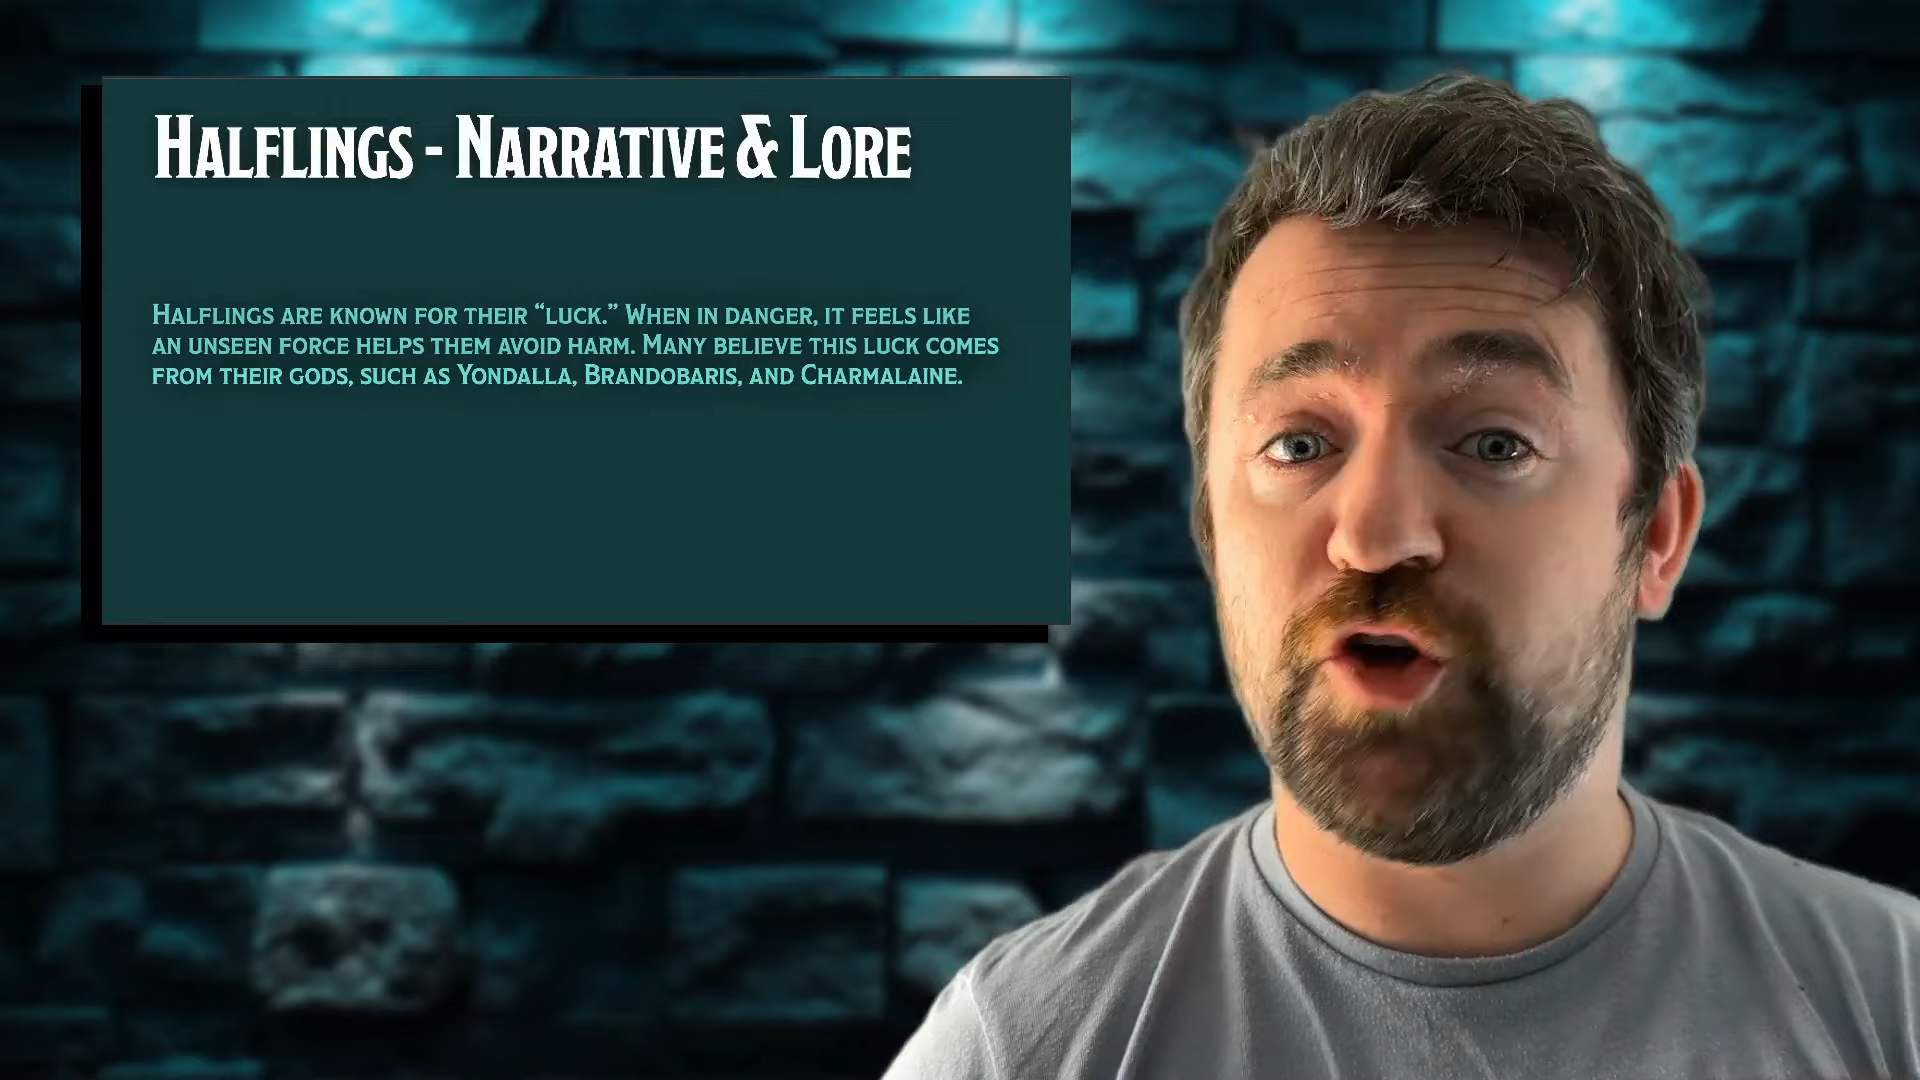 Halflings - Narrative & Lore
Halflings are known for their “luck.” When in danger, it feels like
an unseen force helps them avoid harm. Many believe this luck comes
from their gods, such as Yondalla, Brandobaris, and Charmalaine.